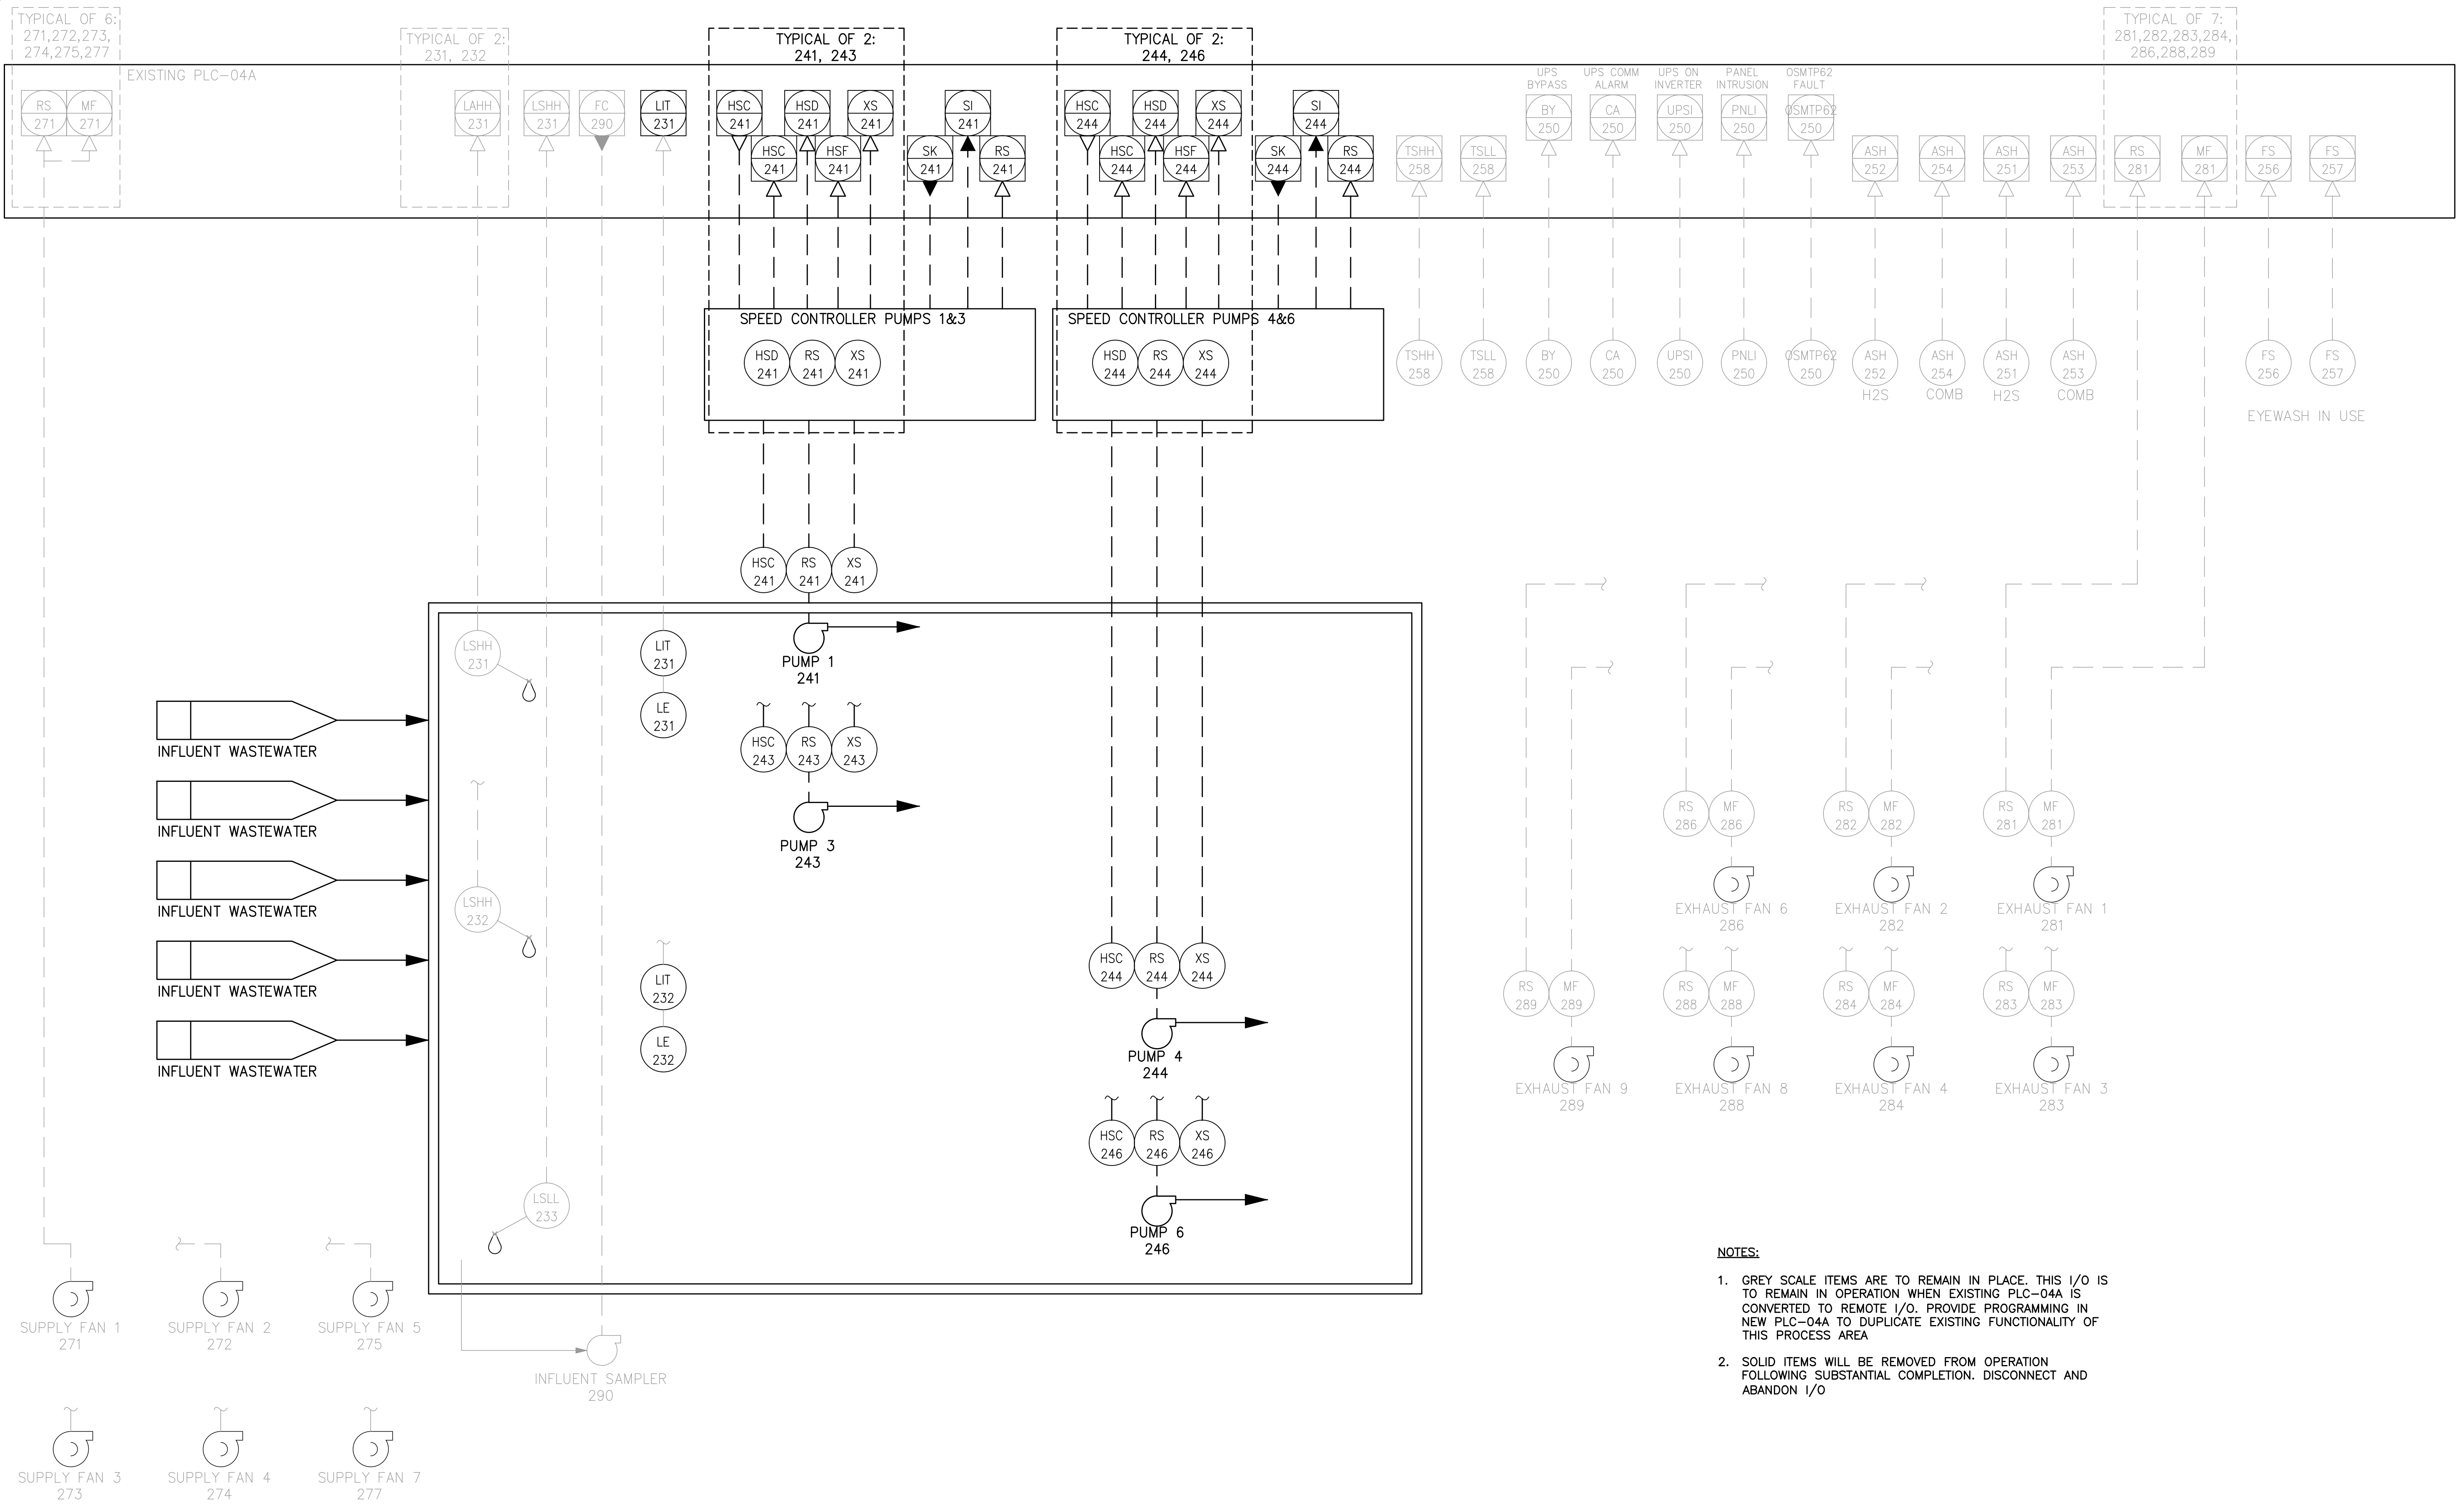 TYPICAL OF 6:
271,272,273,
274,275,277
TYPICAL OF 2:
231, 232
TYPICAL OF 2:
241, 243
TYPICAL OF 2:
244, 246
TYPICAL OF 7:
281,282,283,284,
286,288,289
EXISTING PLC-04A
UPS
BYPASS
UPS COMM
ALARM
UPS ON
INVERTER
PANEL
INTRUSION
OSMTP62
FAULT
RS
271
MF
271
LAHH
231
LSHH
231
FC
290
LIT
231
HSC
241
HSC
241
HSD
241
HSF
241
XS
241
SK
241
SI
241
RS
241
HSC
244
HSC
244
HSD
244
HSF
244
XS
244
SK
244
SI
244
RS
244
TSHH
258
TSLL
258
BY
250
CA
250
UPSI
250
PNLI
250
OSMTP62
250
ASH
252
ASH
254
ASH
251
ASH
253
RS
281
MF
281
FS
256
FS
257
SPEED CONTROLLER PUMPS 1&3
HSD
241
RS
241
XS
241
SPEED CONTROLLER PUMPS 4&6
HSD
244
RS
244
XS
244
TSHH
258
TSLL
258
BY
250
CA
250
UPSI
250
PNLI
250
OSMTP62
250
ASH
252
H2S
ASH
254
COMB
ASH
251
H2S
ASH
253
COMB
FS
256
FS
257
EYEWASH IN USE
HSC
241
RS
241
XS
241
LSHH
231
LIT
231
LE
231
PUMP 1
241
HSC
243
RS
243
XS
243
PUMP 3
243
INFLUENT WASTEWATER
INFLUENT WASTEWATER
INFLUENT WASTEWATER
INFLUENT WASTEWATER
INFLUENT WASTEWATER
LSHH
232
LIT
232
LE
232
HSC
244
RS
244
XS
244
PUMP 4
244
HSC
246
RS
246
XS
246
PUMP 6
246
LSLL
233
RS
286
MF
286
EXHAUST FAN 6
286
RS
282
MF
282
EXHAUST FAN 2
282
RS
281
MF
281
EXHAUST FAN 1
281
RS
289
MF
289
EXHAUST FAN 9
289
RS
288
MF
288
EXHAUST FAN 8
288
RS
284
MF
284
EXHAUST FAN 4
284
RS
283
MF
283
EXHAUST FAN 3
283
SUPPLY FAN 1
271
SUPPLY FAN 2
272
SUPPLY FAN 5
275
INFLUENT SAMPLER
290
SUPPLY FAN 3
273
SUPPLY FAN 4
274
SUPPLY FAN 7
277
NOTES:
1. GREY SCALE ITEMS ARE TO REMAIN IN PLACE. THIS I/O IS
TO REMAIN IN OPERATION WHEN EXISTING PLC-04A IS
CONVERTED TO REMOTE I/O. PROVIDE PROGRAMMING IN
NEW PLC-04A TO DUPLICATE EXISTING FUNCTIONALITY OF
THIS PROCESS AREA
2. SOLID ITEMS WILL BE REMOVED FROM OPERATION
FOLLOWING SUBSTANTIAL COMPLETION. DISCONNECT AND
ABANDON I/O